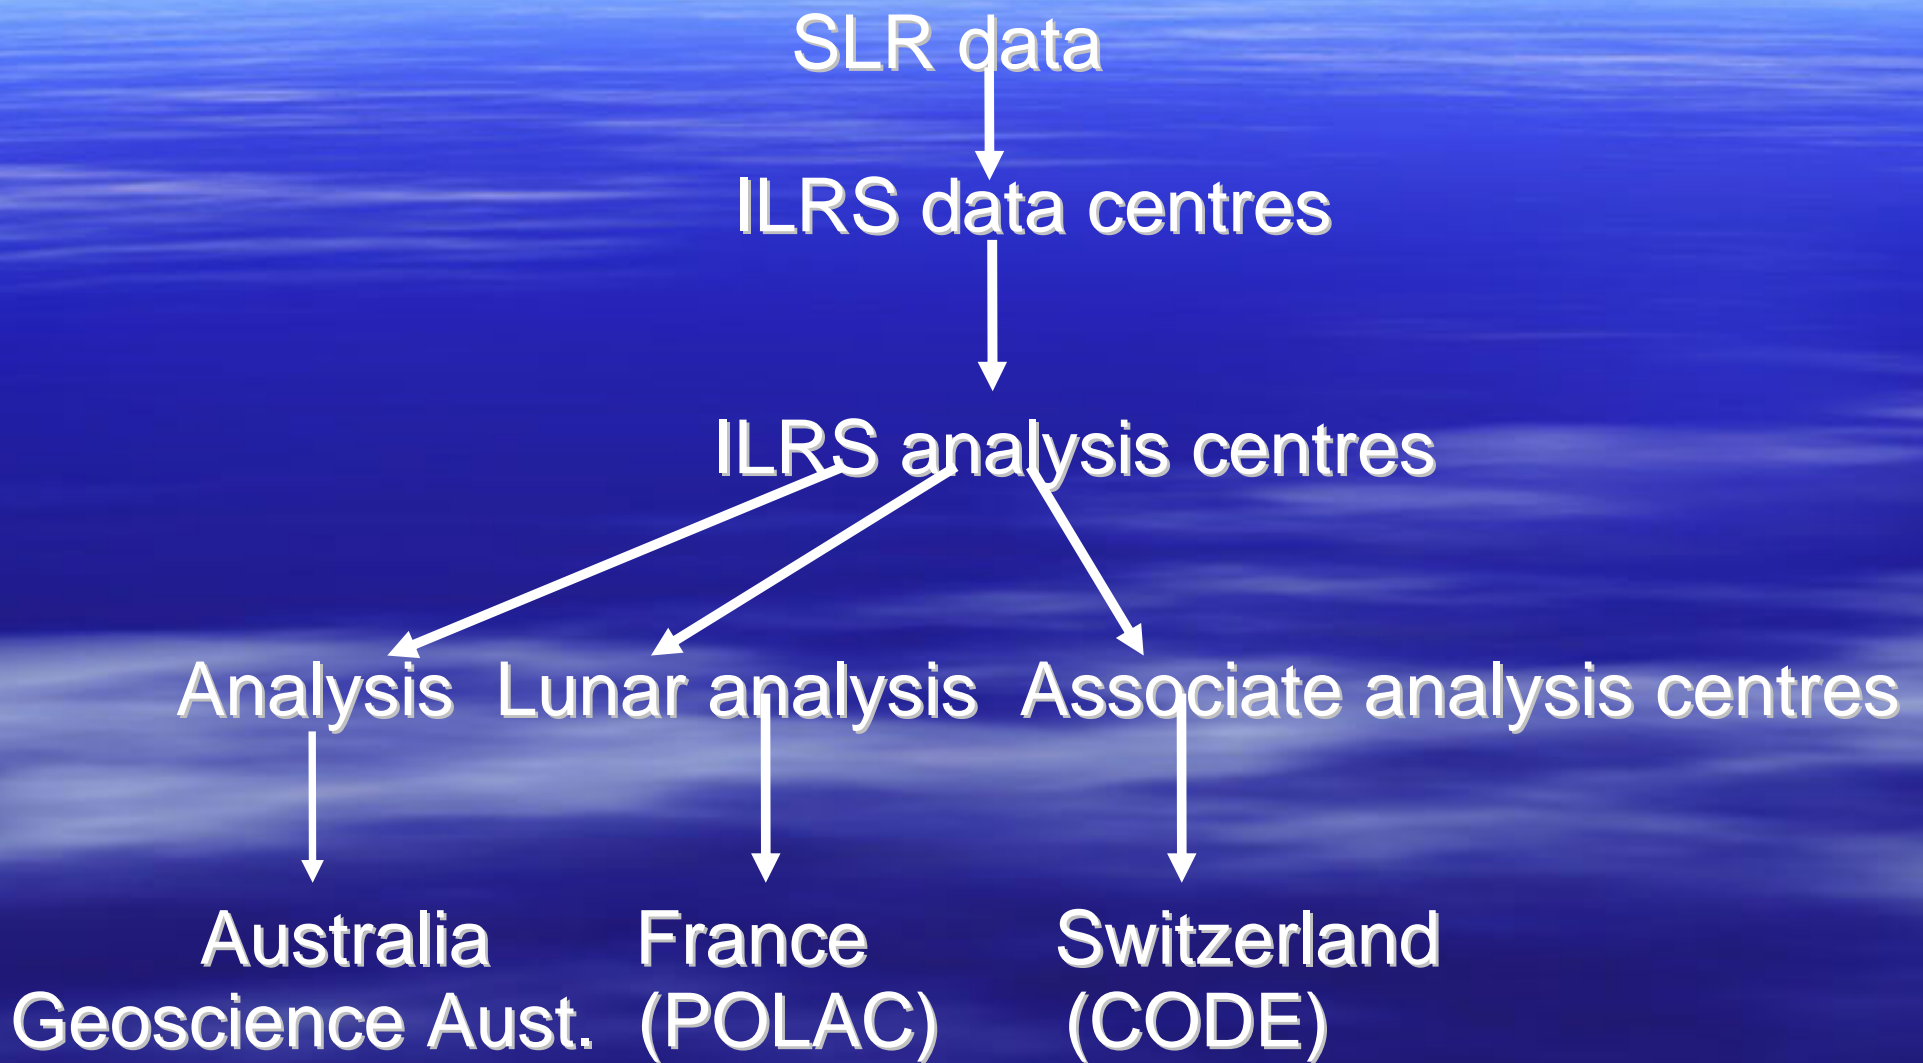 SLR data
ILRS data centres
ILRS analysis centres
Analysis Lunar analysis Associate analysis centres
Australia France Switzerland
Geoscience Aust. (POLAC) (CODE)